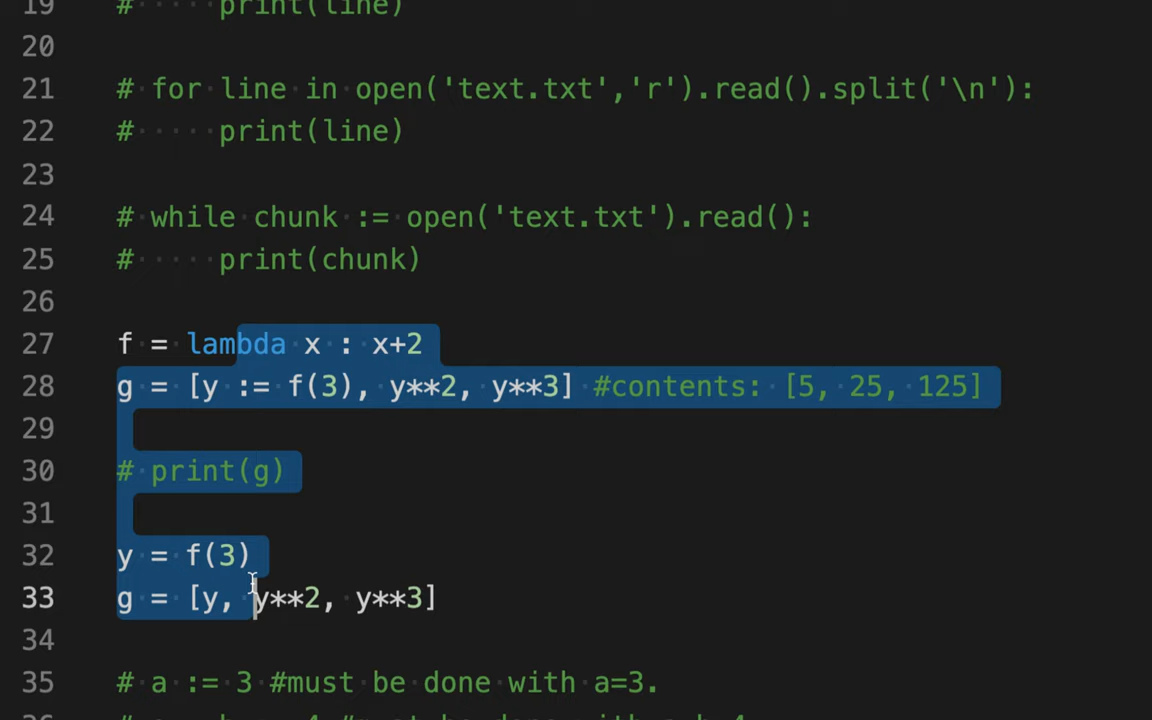 19 # print(line)
20
21 # for line in open('text.txt','r').read().split('\n'):
22 # print(line)
23
24 # while chunk := open('text.txt').read():
25 # print(chunk)
26
27 f = lambda x : x+2
28 g = [y := f(3), y**2, y**3] #contents: [5, 25, 125]
29
30 # print(g)
31
32 y = f(3)
33 g = [y, y**2, y**3]
34
35 # a := 3 #must be done with a=3.